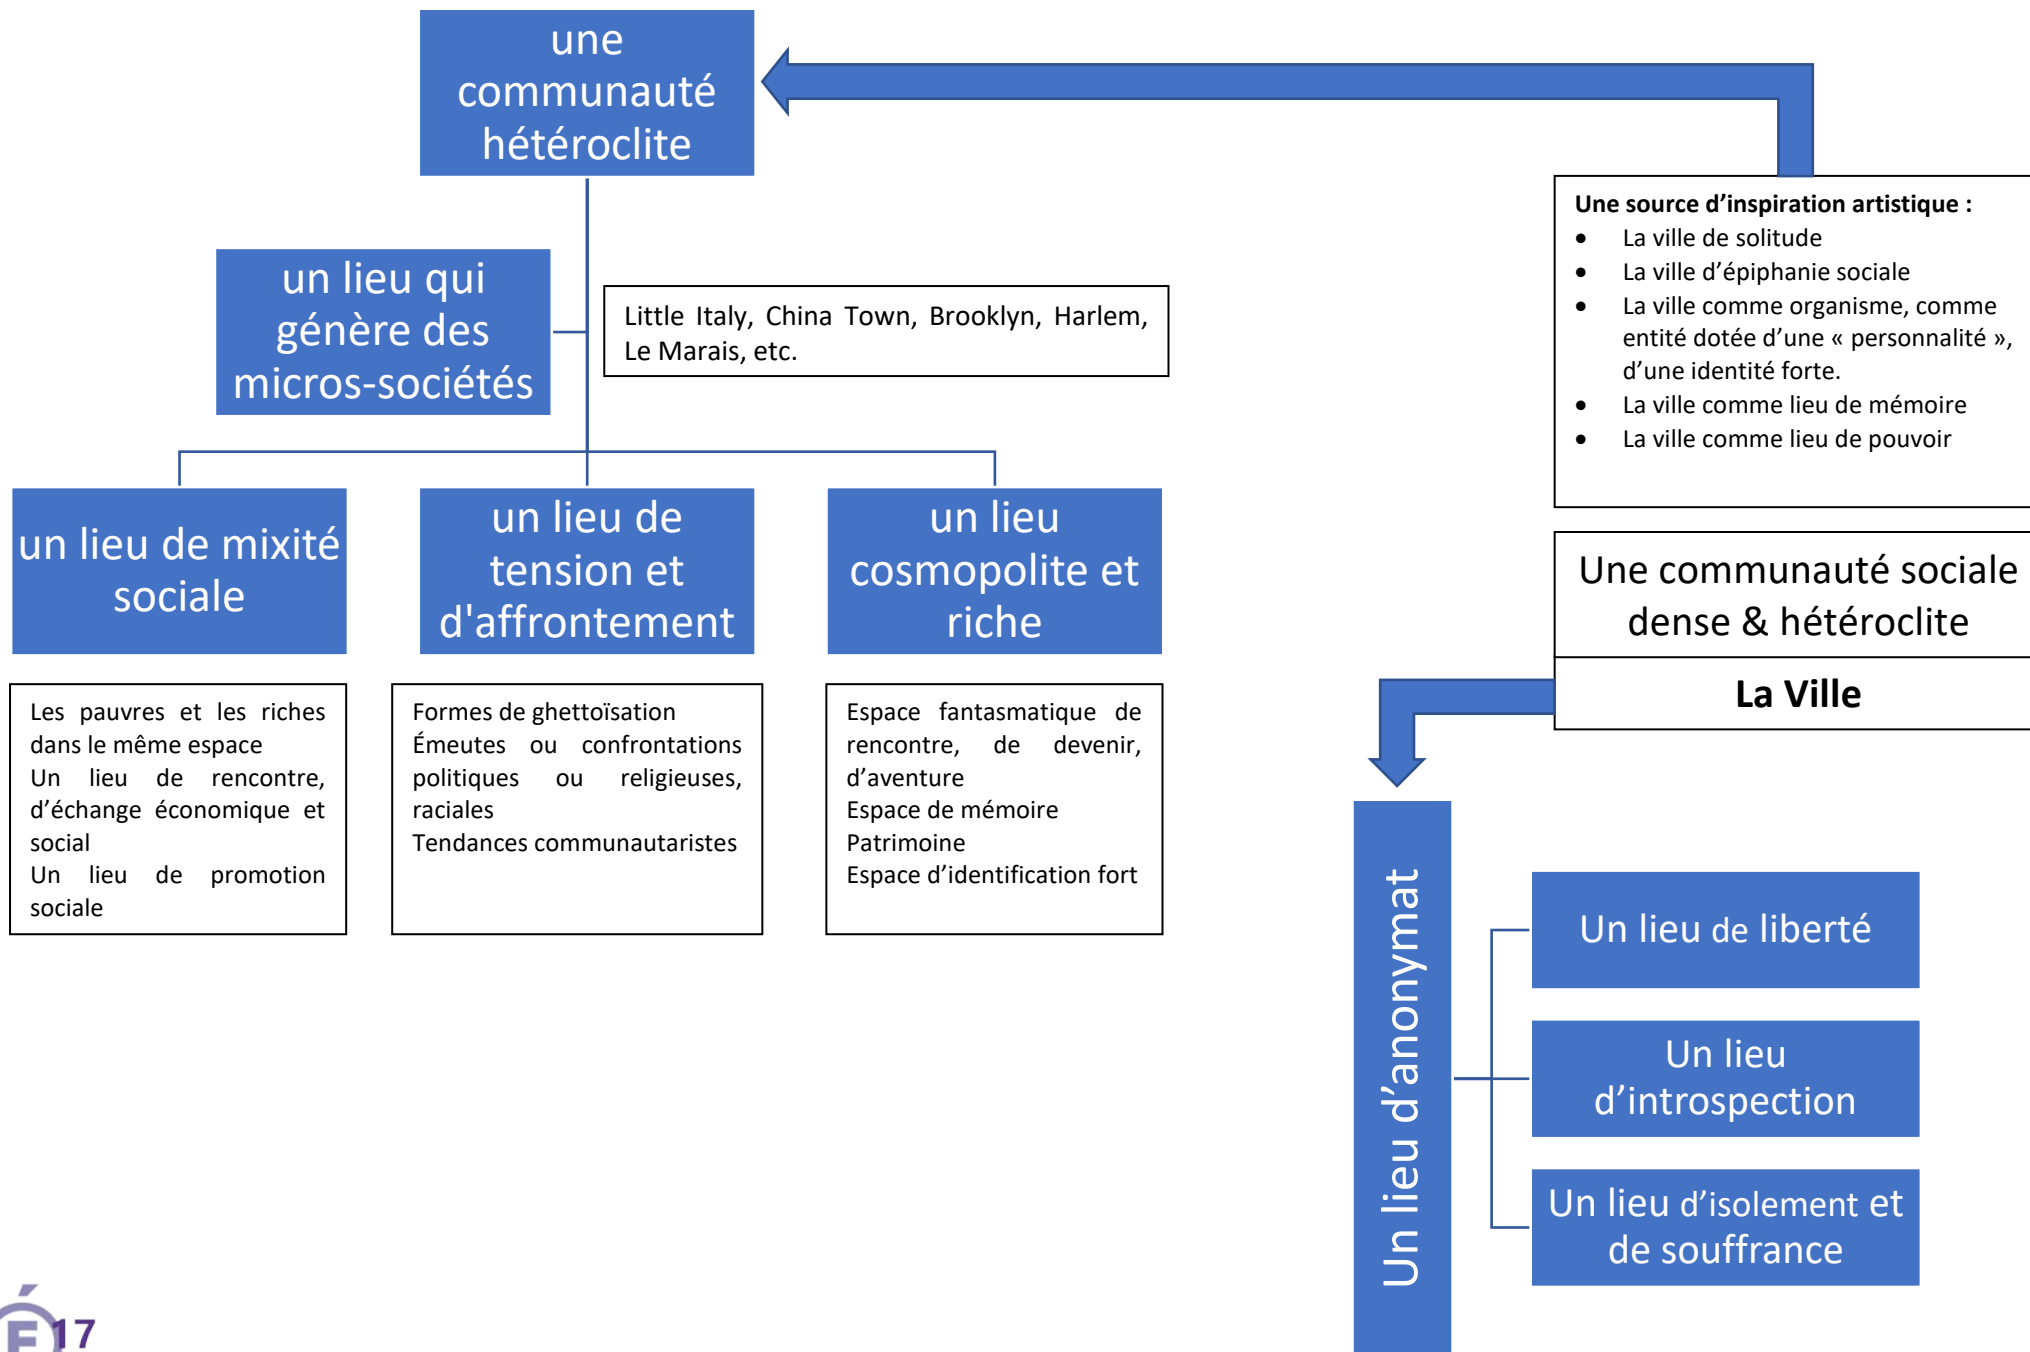 une
communauté
hétéroclite
un lieu qui
génère des
micros-sociétés
Little Italy, China Town, Brooklyn, Harlem,
Le Marais, etc.
un lieu de mixité
sociale
un lieu de
tension et
d'affrontement
un lieu
cosmopolite et
riche
Les pauvres et les riches
dans le même espace
Un lieu de rencontre,
d’échange économique et
social
Un lieu de promotion
sociale
Formes de ghettoïsation
Émeutes ou confrontations
politiques ou religieuses,
raciales
Tendances communautaristes
Espace fantasmatique de
rencontre, de devenir,
d’aventure
Espace de mémoire
Patrimoine
Espace d’identification fort
Une source d’inspiration artistique :
• La ville de solitude
• La ville d’épiphanie sociale
• La ville comme organisme, comme
entité dotée d’une « personnalité »,
d’une identité forte.
• La ville comme lieu de mémoire
• La ville comme lieu de pouvoir
Une communauté sociale
dense & hétéroclite
La Ville
Un lieu d’anonymat
Un lieu de liberté
Un lieu
d’introspection
Un lieu d’isolement et
de souffrance
É
17